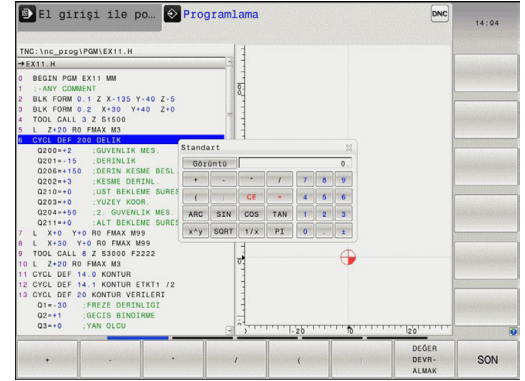 El girişi ile po… Programlama
DNC
14:04
TNC:\nc_prog\PGM\EX11.H
→EX11.H
0 BEGIN PGM EX11 MM
1 ;-ANY COMMENT
2 BLK FORM 0.1 Z X-135 Y-40 Z-5
3 BLK FORM 0.2 X+30 Y+40 Z+0
4 TOOL CALL 3 Z S1500
5 L Z+20 R0 FMAX M3
6 CYCL DEF 200 DELIK
Q200=+2 ;GUVENLIK MES.
Q201=-15 ;DERINLIK
Q206=+150 ;DERIN KESME BESL.
Q202=+3 ;KESME DERINL.
Q210=+0 ;UST BEKLEME SURES
Q203=+0 ;YUZEY KOOR.
Q204=+50 ;2. GUVENLIK MES.
Q211=+0 ;ALT BEKLEME SURES
7 L X+0 Y+0 R0 FMAX M99
8 L X+30 Y+0 R0 FMAX M99
9 TOOL CALL 6 Z S3000 F2222
10 L Z+20 R0 FMAX M3
11 CYCL DEF 14.0 KONTUR
12 CYCL DEF 14.1 KONTUR ETKT1 /2
13 CYCL DEF 20 KONTUR VERILERI
Q1=-30 ;FREZE DERINLIGI
Q2=+1 ;GECIS BINDIRME
Q3=+0 ;YAN OLCU
Standart
Görüntü 0.
+ - * / 7 8 9
( ) CE = 4 5 6
ARC SIN COS TAN 1 2 3
x^y SQRT 1/x PI 0 . ±
-20 0 20
+ - * / ( )
DEĞER
DEVR-
ALMAK
SON